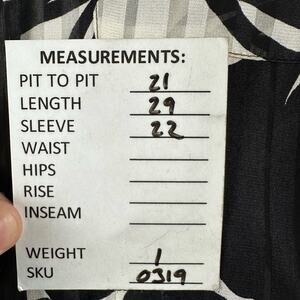 MEASUREMENTS:
PIT TO PIT 21
LENGTH 29
SLEEVE 22
WAIST
HIPS
RISE
INSEAM
WEIGHT 1
SKU 0319